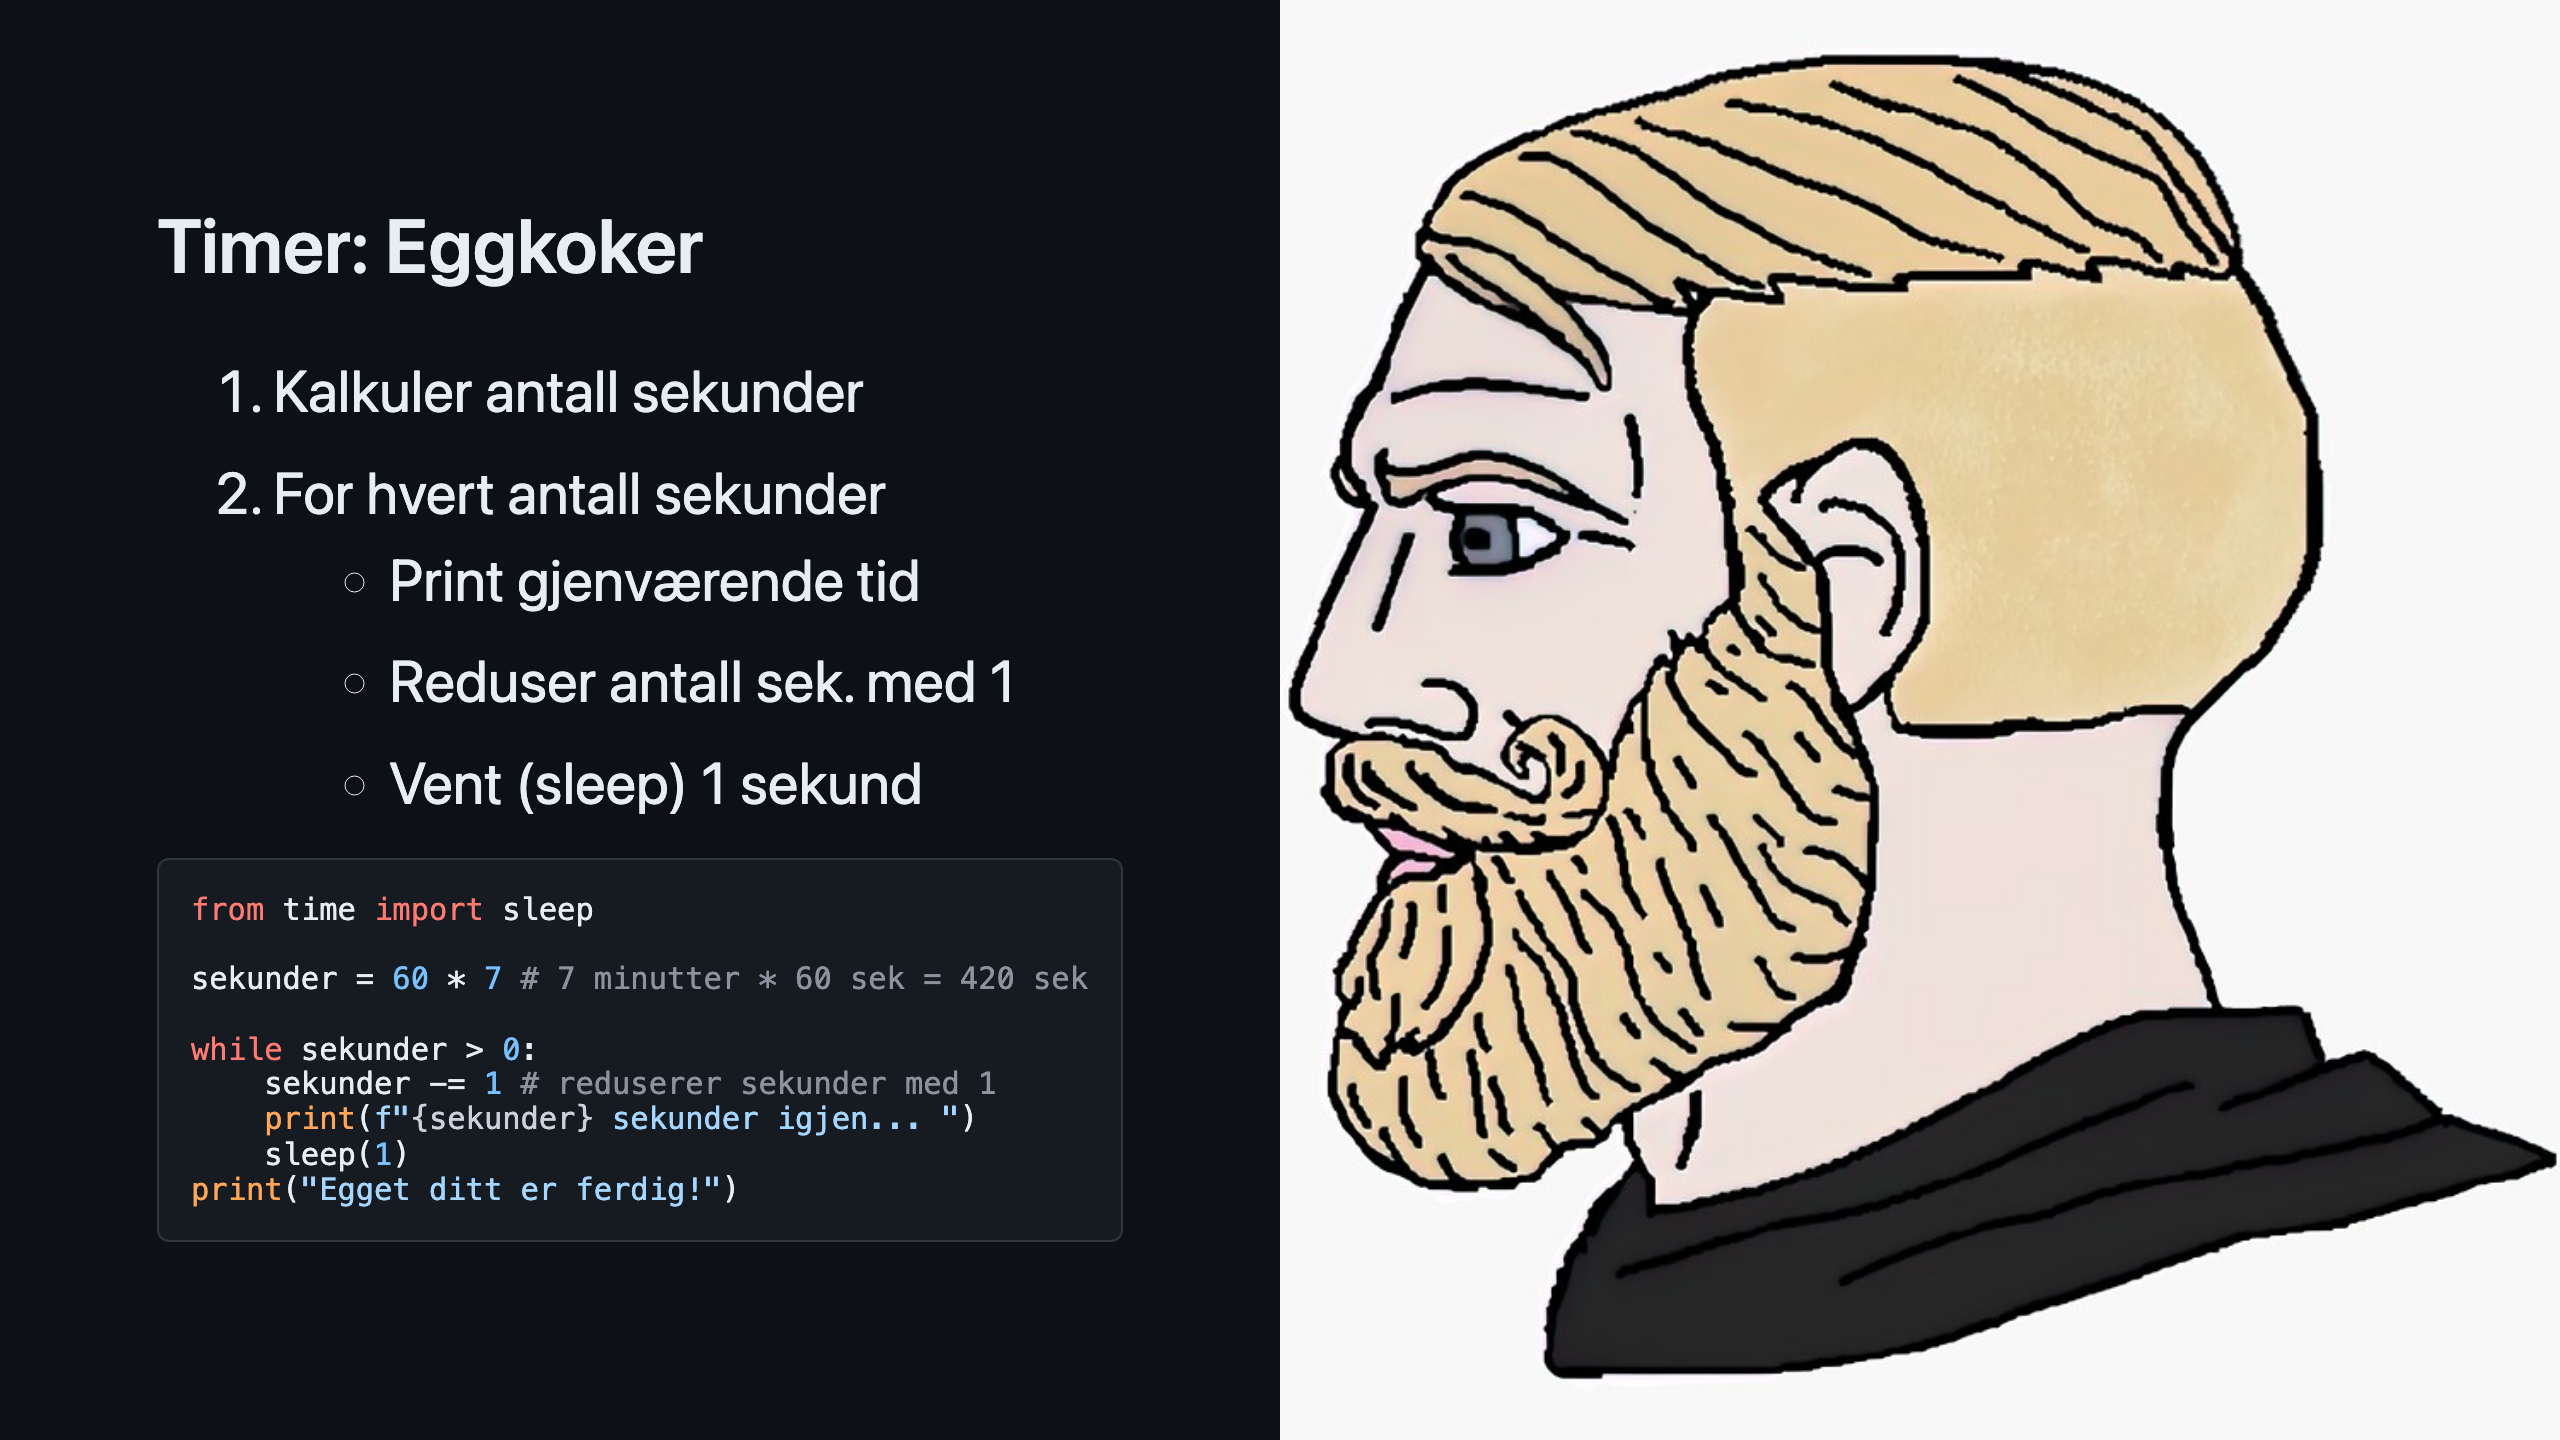 Timer: Eggkoker
1. Kalkuler antall sekunder
2. For hvert antall sekunder
○ Print gjenværende tid
○ Reduser antall sek. med 1
○ Vent (sleep) 1 sekund
from time import sleep
sekunder = 60 * 7 # 7 minutter * 60 sek = 420 sek
while sekunder > 0:
    sekunder -= 1 # reduserer sekunder med 1
    print(f"{sekunder} sekunder igjen... ")
    sleep(1)
print("Egget ditt er ferdig!")